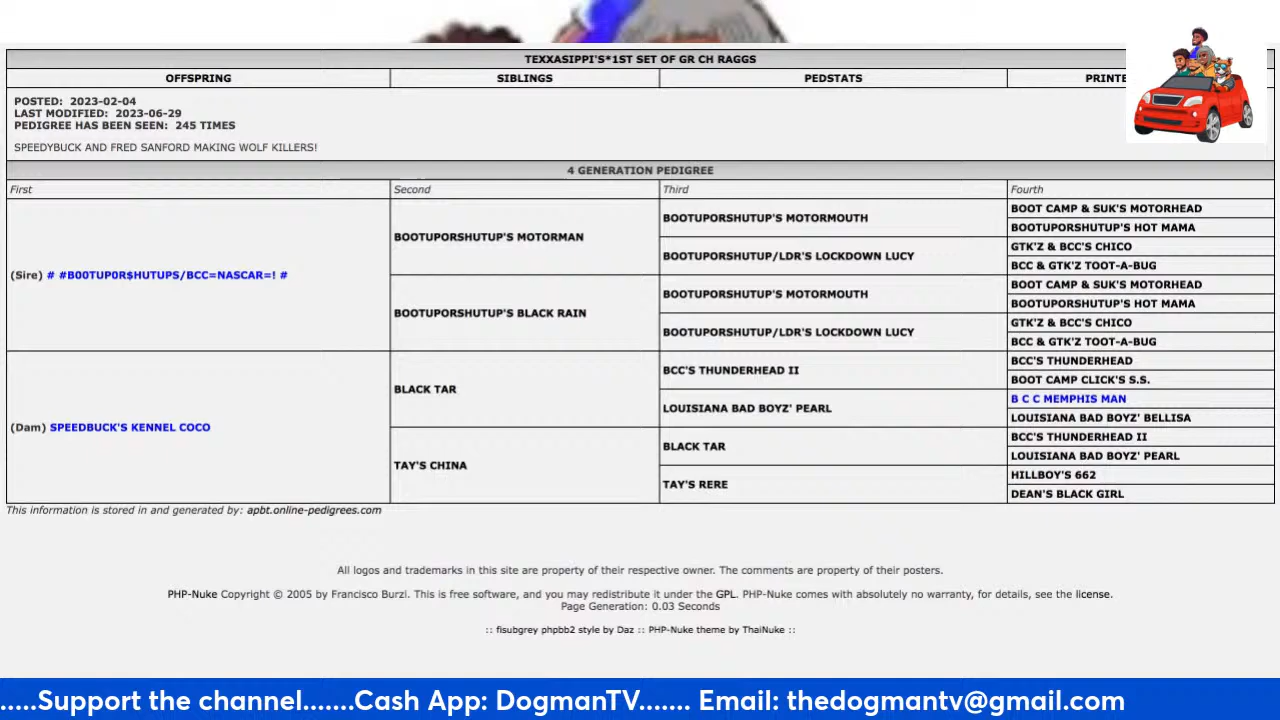 TEXXASIPPI'S*1ST SET OF GR CH RAGGS
OFFSPRING SIBLINGS PEDSTATS PRINTE
POSTED: 2023-02-04
LAST MODIFIED: 2023-06-29
PEDIGREE HAS BEEN SEEN: 245 TIMES
SPEEDYBUCK AND FRED SANFORD MAKING WOLF KILLERS!
4 GENERATION PEDIGREE
First Second Third Fourth
BOOT CAMP & SUK'S MOTORHEAD
BOOTUPORSHUTUP'S MOTORMOUTH
BOOTUPORSHUTUP'S HOT MAMA
BOOTUPORSHUTUP'S MOTORMAN
GTK'Z & BCC'S CHICO
BOOTUPORSHUTUP/LDR'S LOCKDOWN LUCY
BCC & GTK'Z TOOT-A-BUG
(Sire) # #B00TUP0R$HUTUPS/BCC=NASCAR=! #
BOOT CAMP & SUK'S MOTORHEAD
BOOTUPORSHUTUP'S MOTORMOUTH
BOOTUPORSHUTUP'S HOT MAMA
BOOTUPORSHUTUP'S BLACK RAIN
GTK'Z & BCC'S CHICO
BOOTUPORSHUTUP/LDR'S LOCKDOWN LUCY
BCC & GTK'Z TOOT-A-BUG
BCC'S THUNDERHEAD
BCC'S THUNDERHEAD II
BOOT CAMP CLICK'S S.S.
BLACK TAR
B C C MEMPHIS MAN
LOUISIANA BAD BOYZ' PEARL
LOUISIANA BAD BOYZ' BELLISA
(Dam) SPEEDBUCK'S KENNEL COCO
BCC'S THUNDERHEAD II
BLACK TAR
LOUISIANA BAD BOYZ' PEARL
TAY'S CHINA
HILLBOY'S 662
TAY'S RERE
DEAN'S BLACK GIRL
This information is stored in and generated by: apbt.online-pedigrees.com
All logos and trademarks in this site are property of their respective owner. The comments are property of their posters.
PHP-Nuke Copyright © 2005 by Francisco Burzi. This is free software, and you may redistribute it under the GPL. PHP-Nuke comes with absolutely no warranty, for details, see the license.
Page Generation: 0.03 Seconds
:: fisubgrey phpbb2 style by Daz :: PHP-Nuke theme by ThaiNuke ::
.....Support the channel.......Cash App: DogmanTV....... Email: thedogmantv@gmail.com